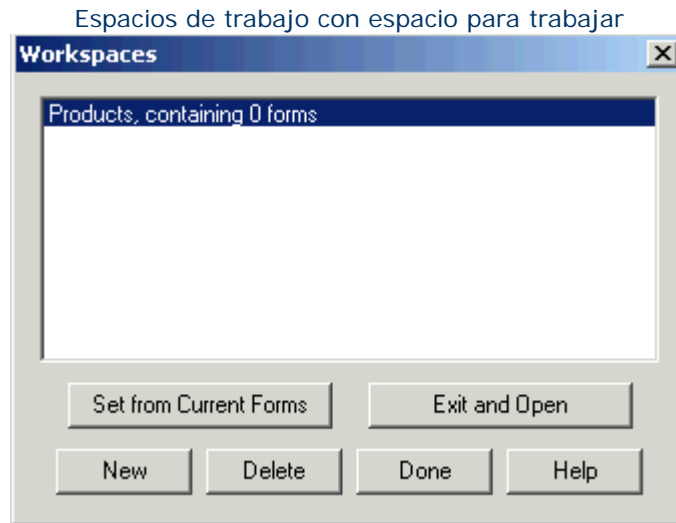 Espacios de trabajo con espacio para trabajar
Workspaces
Products, containing 0 forms
Set from Current Forms
Exit and Open
New
Delete
Done
Help